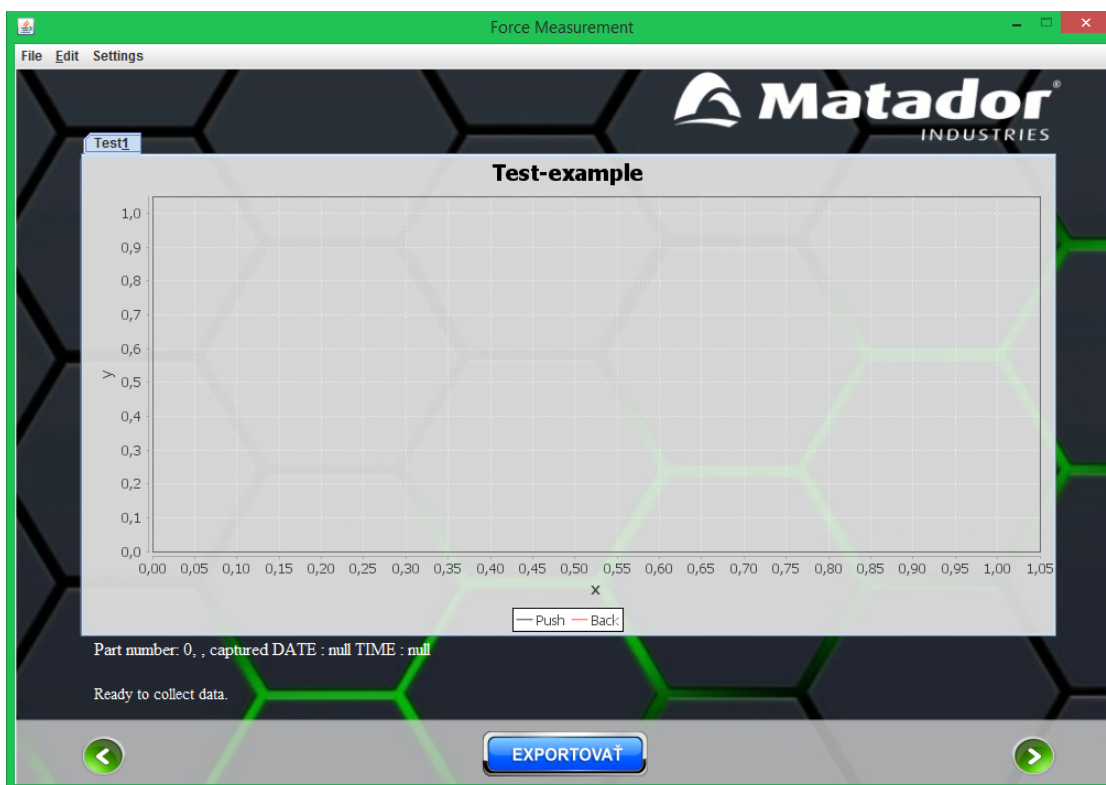 Force Measurement
File Edit Settings
Matador®
INDUSTRIES
Test1
Test-example
1,0
0,9
0,8
0,7
0,6
0,5
0,4
0,3
0,2
0,1
0,0
y
0,00 0,05 0,10 0,15 0,20 0,25 0,30 0,35 0,40 0,45 0,50 0,55 0,60 0,65 0,70 0,75 0,80 0,85 0,90 0,95 1,00 1,05
x
Push Back
Part number: 0, , captured DATE : null TIME : null
Ready to collect data.
EXPORTOVAŤ